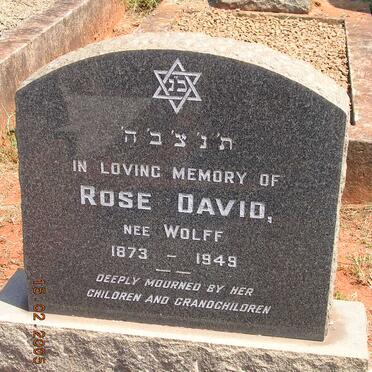 פ״נ
ת' נ' צ' ב' ה'
IN LOVING MEMORY OF
ROSE DAVID,
NEE WOLFF
1873 - 1949
DEEPLY MOURNED BY HER
CHILDREN AND GRANDCHILDREN
13.02.2005